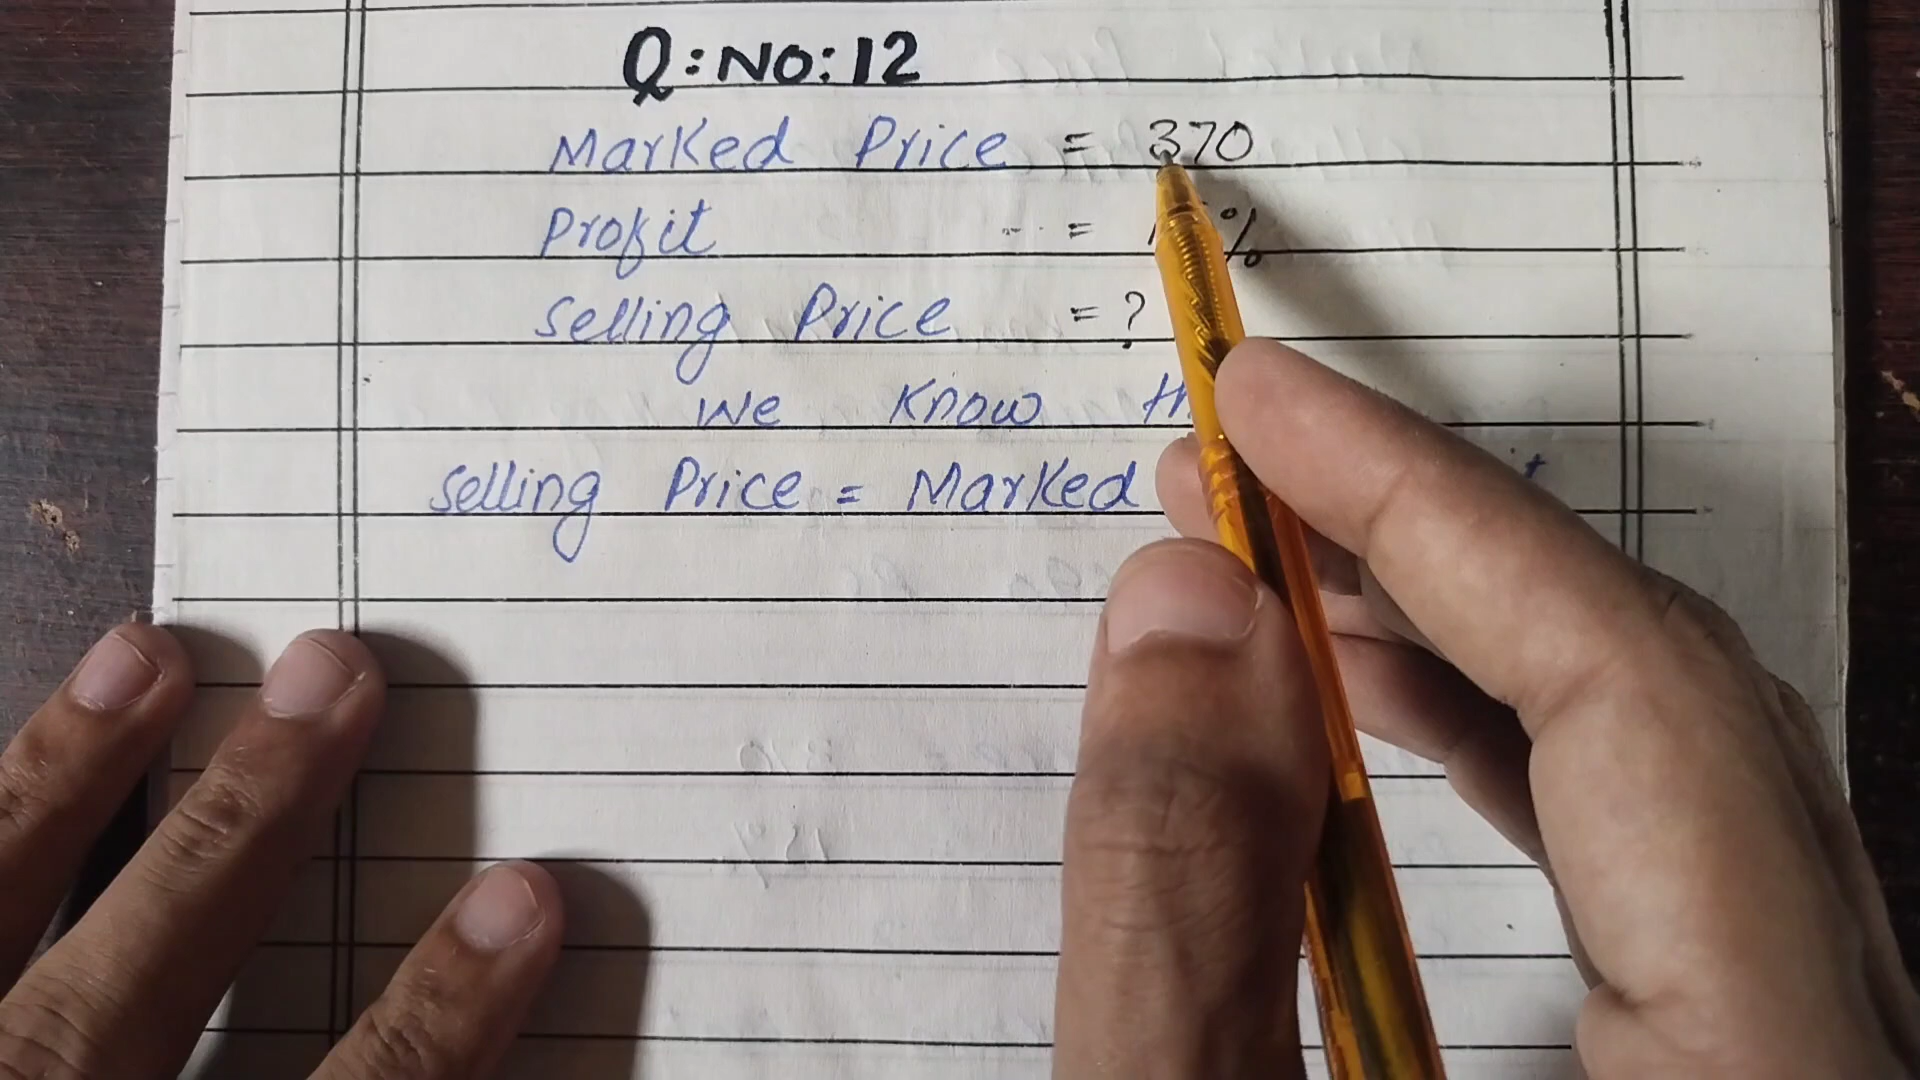 Q:NO:12
Marked Price = 370
Profit = %
Selling Price = ?
We Know
Selling Price = Marked